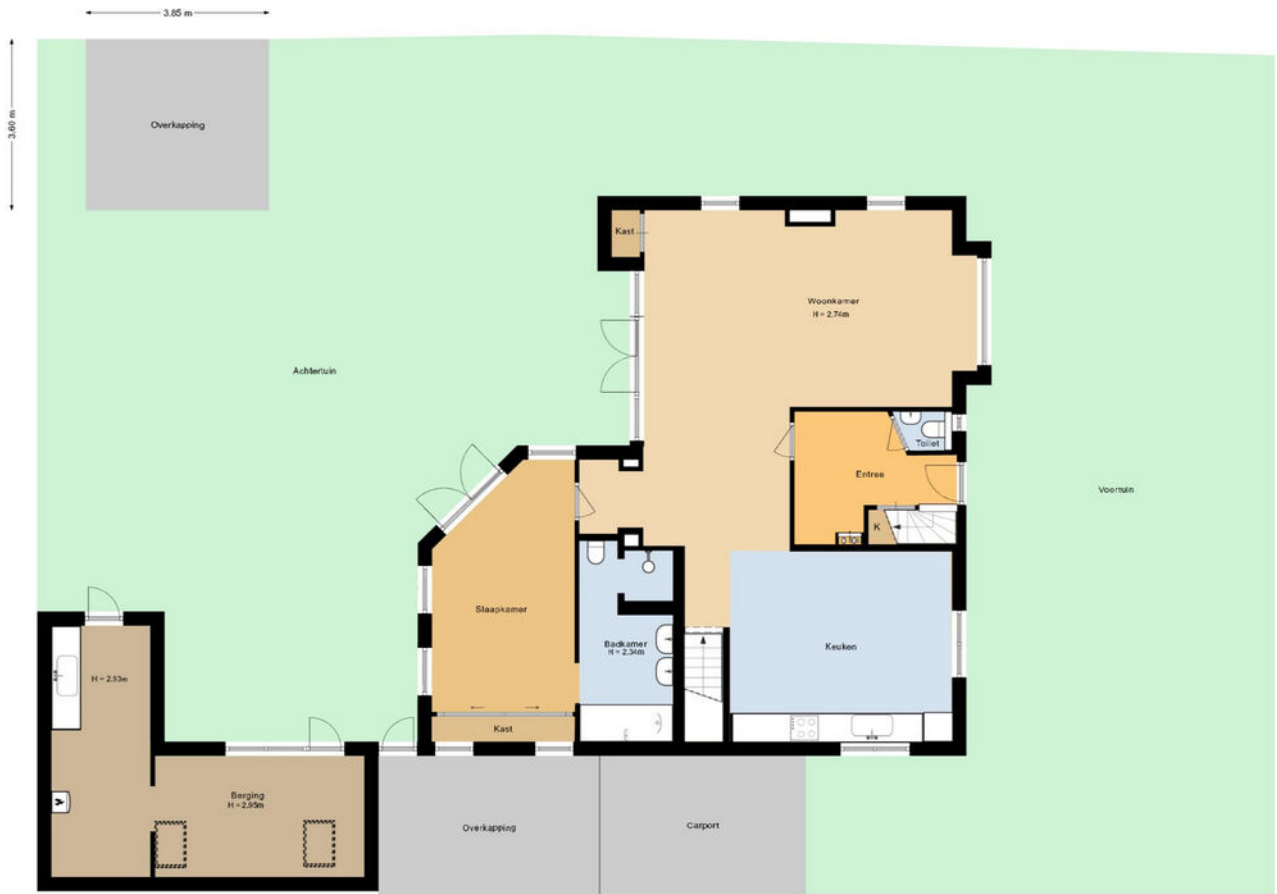 3.85 m
3.60 m
Overkapping
Kast
Woonkamer
H = 2.74m
Achtertuin
Toilet
Entree
Voortuin
K
Slaapkamer
Badkamer
H = 2.34m
Keuken
H = 2.93m
Kast
Berging
H = 2.95m
Overkapping
Carport